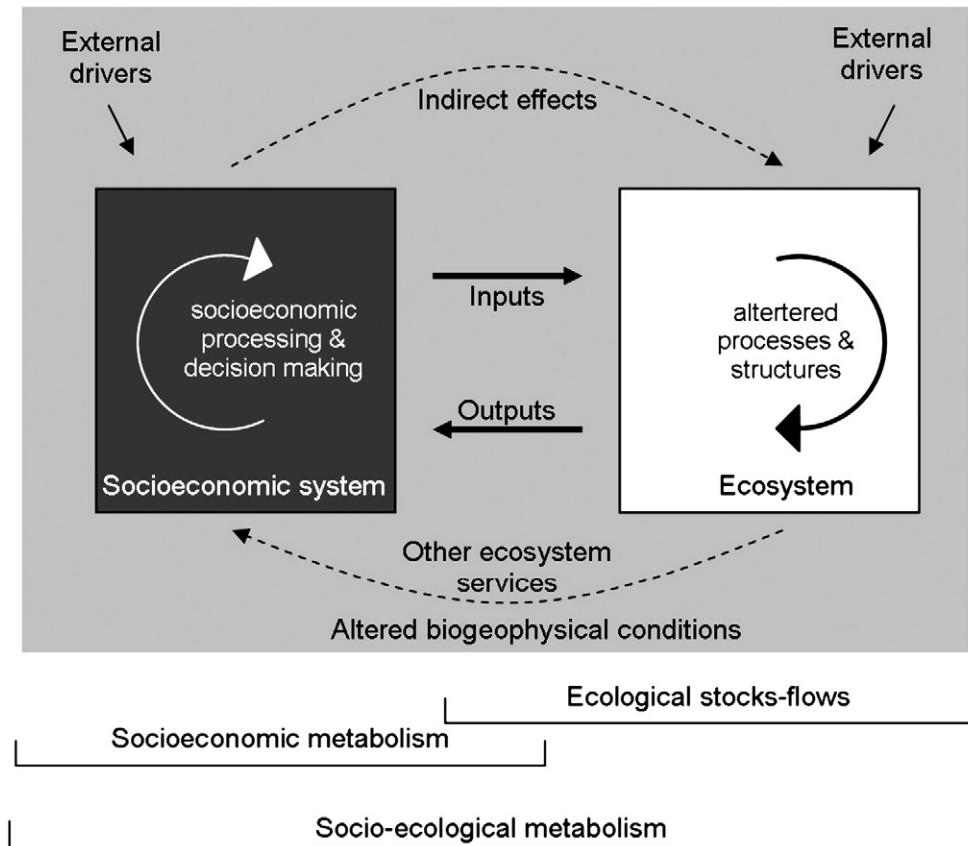 External
drivers
External
drivers
Indirect effects
Inputs
socioeconomic
processing &
decision making
altertered
processes &
structures
Outputs
Socioeconomic system
Ecosystem
Other ecosystem
services
Altered biogeophysical conditions
Ecological stocks-flows
Socioeconomic metabolism
Socio-ecological metabolism